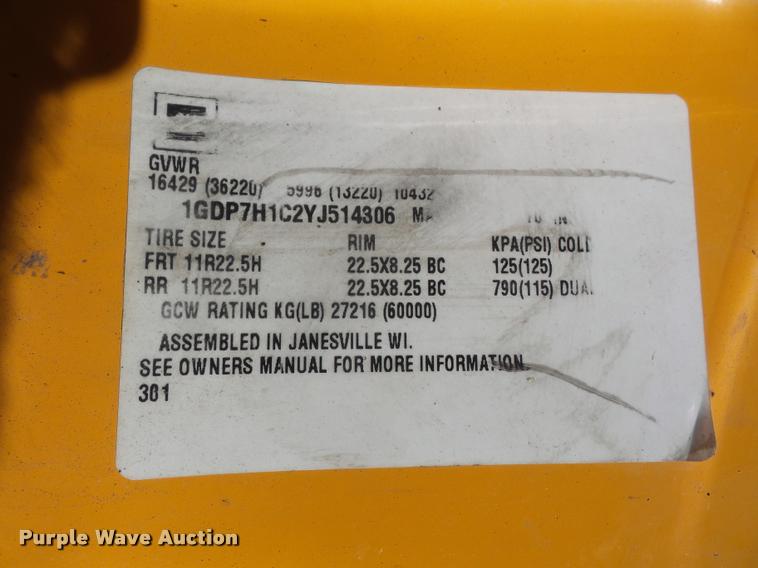 GVWR
16429 (36220) 5996 (13220) 10432
1GDP7H1C2YJ514306
TIRE SIZE RIM KPA(PSI) COLD
FRT 11R22.5H 22.5X8.25 BC 125(125)
RR 11R22.5H 22.5X8.25 BC 790(115) DUAL
GCW RATING KG(LB) 27216 (60000)
ASSEMBLED IN JANESVILLE WI.
SEE OWNERS MANUAL FOR MORE INFORMATION.
301
Purple Wave Auction